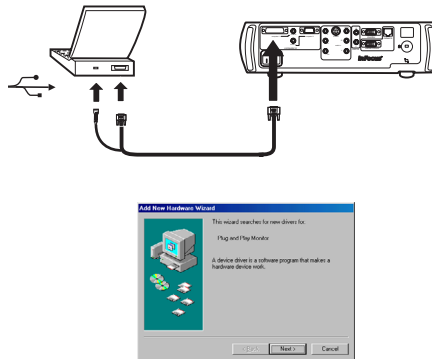 InFocus
Add New Hardware Wizard
This wizard searches for new drivers for:
Plug and Play Monitor
A device driver is a software program that makes a
hardware device work.
< Back
Next >
Cancel